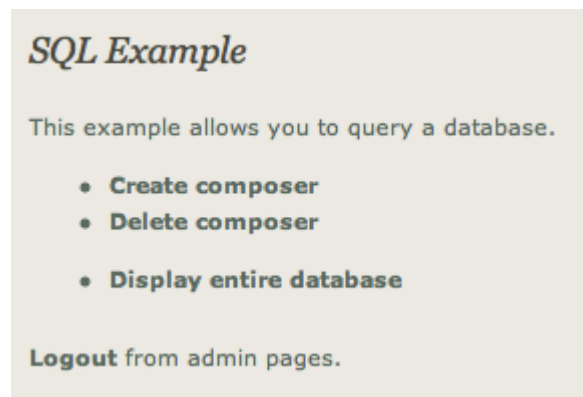 SQL Example
This example allows you to query a database.
Create composer
Delete composer
Display entire database
Logout from admin pages.